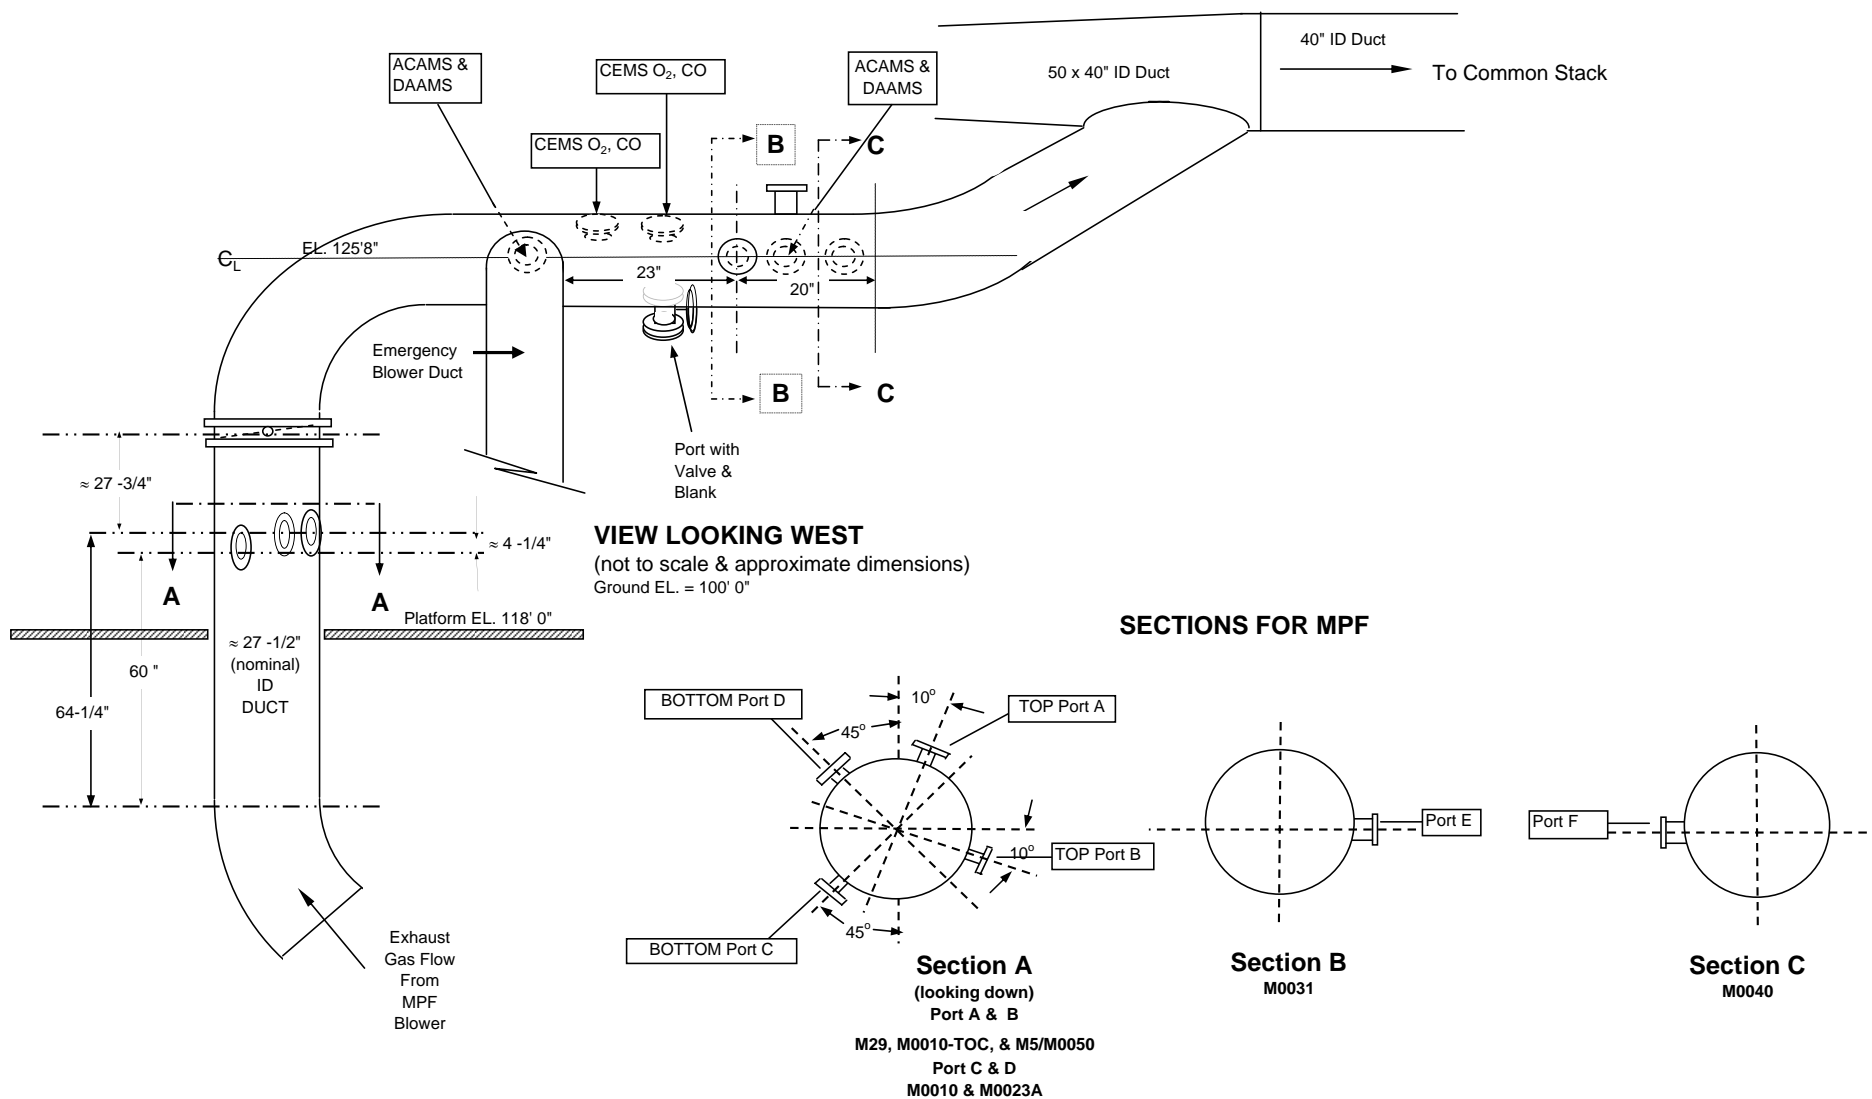 40" ID Duct
50 x 40" ID Duct
To Common Stack
ACAMS &
DAAMS
CEMS O₂, CO
CEMS O₂, CO
ACAMS &
DAAMS
B
C
C_L
EL. 125'8"
23"
20"
Emergency
Blower Duct
B
C
Port with
Valve &
Blank
≈ 27 -3/4"
≈ 4 -1/4"
A
A
VIEW LOOKING WEST
(not to scale & approximate dimensions)
Ground EL. = 100' 0"
Platform EL. 118' 0"
≈ 27 -1/2"
(nominal)
ID
DUCT
60 "
64-1/4"
Exhaust
Gas Flow
From
MPF
Blower
SECTIONS FOR MPF
BOTTOM Port D
10°
TOP Port A
45°
10°
TOP Port B
45°
BOTTOM Port C
Section A
(looking down)
Port A & B
M29, M0010-TOC, & M5/M0050
Port C & D
M0010 & M0023A
Port E
Section B
M0031
Port F
Section C
M0040